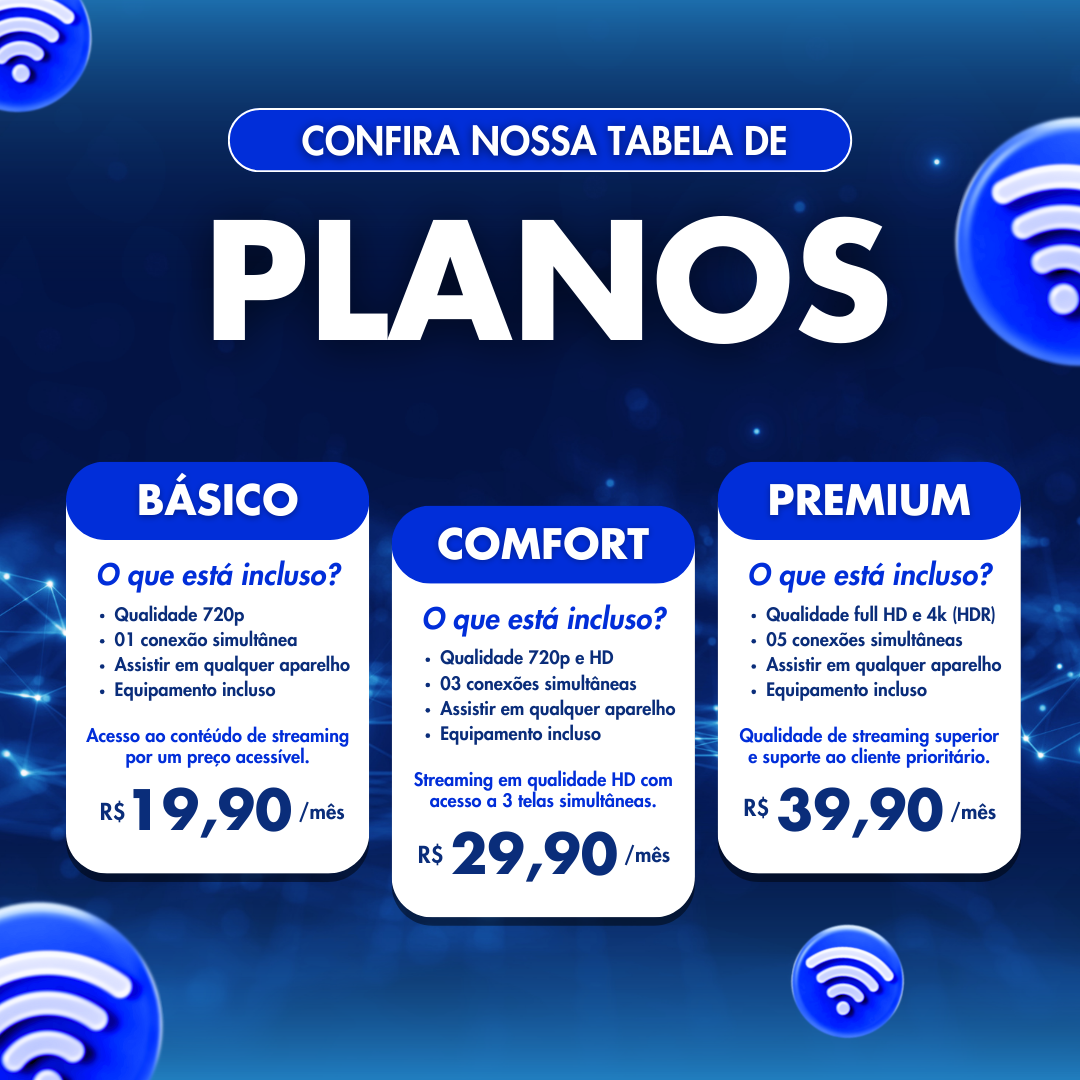 CONFIRA NOSSA TABELA DE
PLANOS
BÁSICO
O que está incluso?
• Qualidade 720p
• 01 conexão simultânea
• Assistir em qualquer aparelho
• Equipamento incluso
Acesso ao contéúdo de streaming
por um preço acessível.
R$ 19,90 /mês
COMFORT
O que está incluso?
• Qualidade 720p e HD
• 03 conexões simultâneas
• Assistir em qualquer aparelho
• Equipamento incluso
Streaming em qualidade HD com
acesso a 3 telas simultâneas.
R$ 29,90 /mês
PREMIUM
O que está incluso?
• Qualidade full HD e 4k (HDR)
• 05 conexões simultâneas
• Assistir em qualquer aparelho
• Equipamento incluso
Qualidade de streaming superior
e suporte ao cliente prioritário.
R$ 39,90 /mês